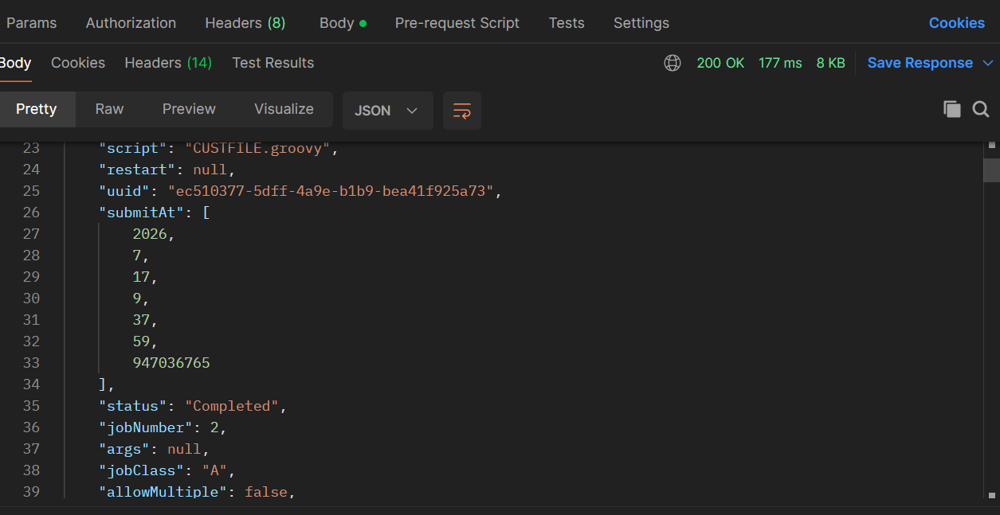 Params Authorization Headers (8) Body Pre-request Script Tests Settings Cookies
Body Cookies Headers (14) Test Results 200 OK 177 ms 8 KB Save Response
Pretty Raw Preview Visualize JSON
23 "script": "CUSTFILE.groovy",
24 "restart": null,
25 "uuid": "ec510377-5dff-4a9e-b1b9-bea41f925a73",
26 "submitAt": [
27 2026,
28 7,
29 17,
30 9,
31 37,
32 59,
33 947036765
34 ],
35 "status": "Completed",
36 "jobNumber": 2,
37 "args": null,
38 "jobClass": "A",
39 "allowMultiple": false,